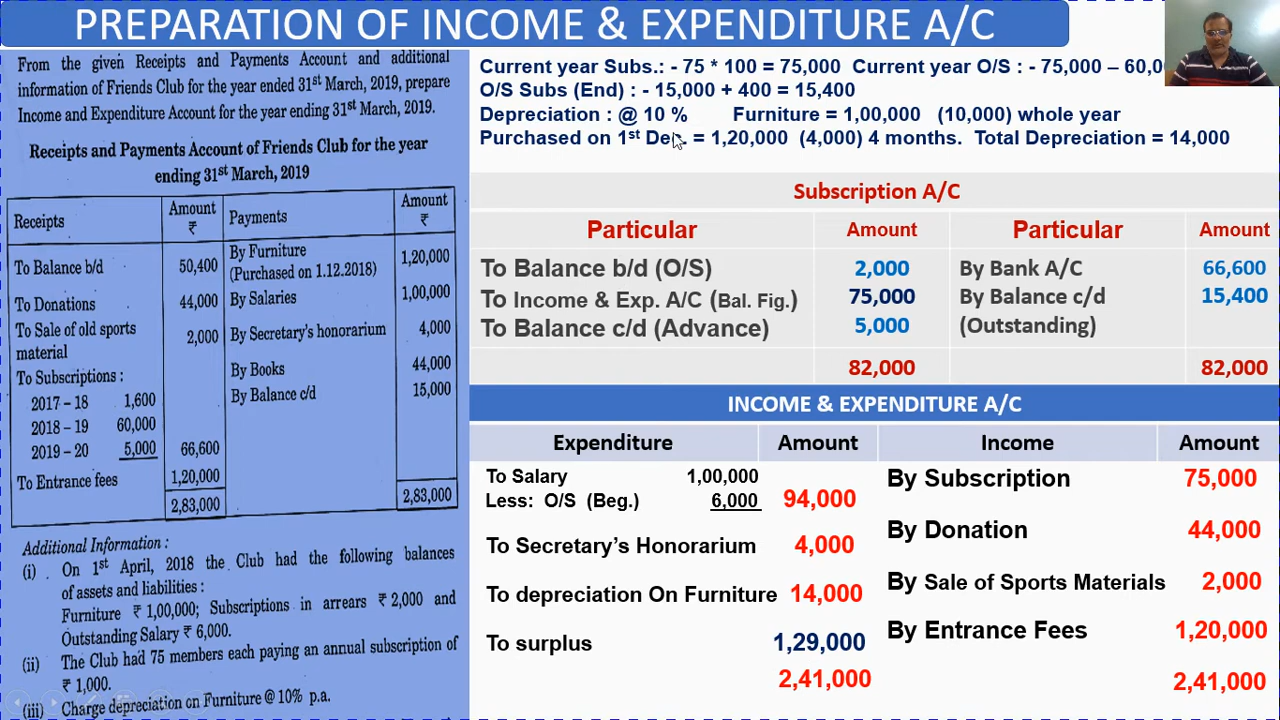 PREPARATION OF INCOME & EXPENDITURE A/C
From the given Receipts and Payments Account and additional
information of Friends Club for the year ended 31st March, 2019, prepare
Income and Expenditure Account for the year ending 31st March, 2019.
Receipts and Payments Account of Friends Club for the year
ending 31st March, 2019
Receipts Amount ₹ Payments Amount ₹
To Balance b/d 50,400 By Furniture (Purchased on 1.12.2018) 1,20,000
To Donations 44,000 By Salaries 1,00,000
To Sale of old sports material 2,000 By Secretary's honorarium 4,000
To Subscriptions : By Books 44,000
2017 – 18 1,600 By Balance c/d 15,000
2018 – 19 60,000
2019 – 20 5,000 66,600
To Entrance fees 1,20,000
2,83,000 2,83,000
Additional Information :
(i) On 1st April, 2018 the Club had the following balances
of assets and liabilities :
Furniture ₹ 1,00,000; Subscriptions in arrears ₹ 2,000 and
Outstanding Salary ₹ 6,000.
(ii) The Club had 75 members each paying an annual subscription of
₹ 1,000.
(iii) Charge depreciation on Furniture @ 10% p.a.
Current year Subs.: - 75 * 100 = 75,000 Current year O/S : - 75,000 – 60,0
O/S Subs (End) : - 15,000 + 400 = 15,400
Depreciation : @ 10 % Furniture = 1,00,000 (10,000) whole year
Purchased on 1st Dec. = 1,20,000 (4,000) 4 months. Total Depreciation = 14,000
Subscription A/C
Particular Amount Particular Amount
To Balance b/d (O/S) 2,000 By Bank A/C 66,600
To Income & Exp. A/C (Bal. Fig.) 75,000 By Balance c/d 15,400
To Balance c/d (Advance) 5,000 (Outstanding)
82,000 82,000
INCOME & EXPENDITURE A/C
Expenditure Amount Income Amount
To Salary 1,00,000 By Subscription 75,000
Less: O/S (Beg.) 6,000 94,000
To Secretary's Honorarium 4,000 By Donation 44,000
To depreciation On Furniture 14,000 By Sale of Sports Materials 2,000
To surplus 1,29,000 By Entrance Fees 1,20,000
2,41,000 2,41,000